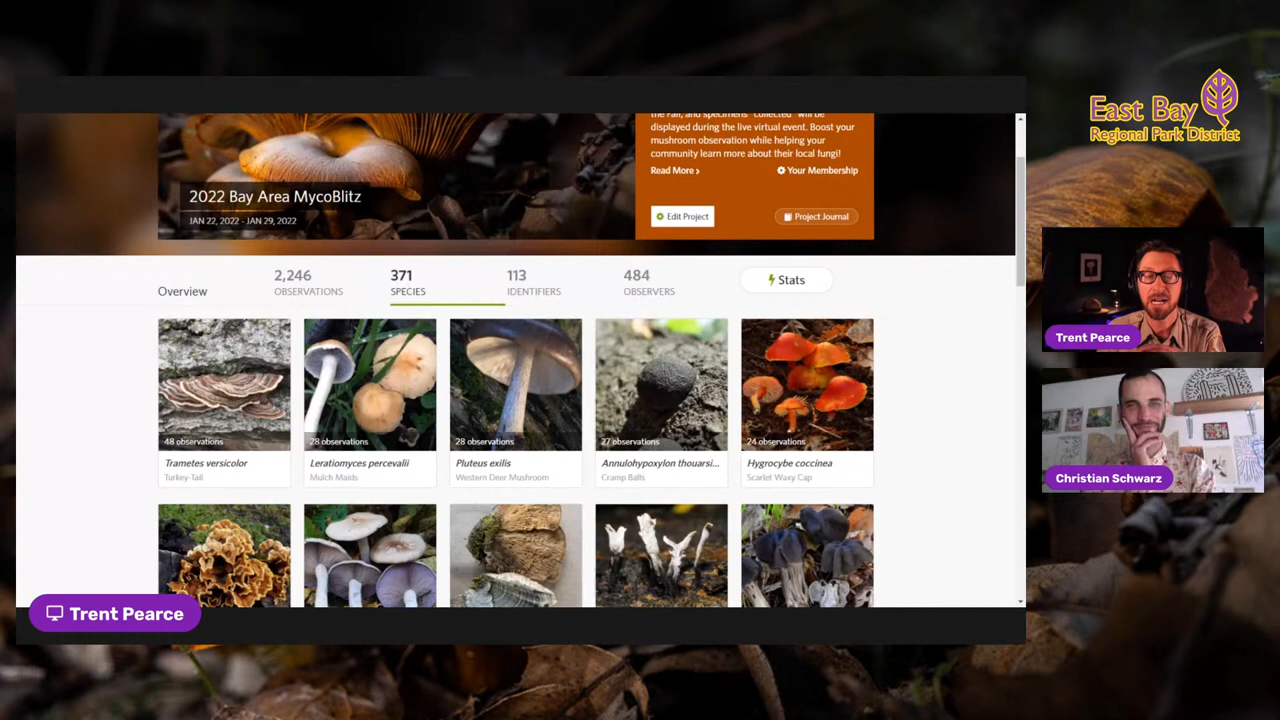 East Bay
Regional Park District
the Fall, and specimens "collected" will be
displayed during the live virtual event. Boost your
mushroom observation while helping your
community learn more about their local fungi!
Read More ›
Your Membership
2022 Bay Area MycoBlitz
JAN 22, 2022 - JAN 29, 2022
Edit Project
Project Journal
Overview
2,246
OBSERVATIONS
371
SPECIES
113
IDENTIFIERS
484
OBSERVERS
Stats
48 observations
Trametes versicolor
Turkey-Tail
28 observations
Leratiomyces percevalii
Mulch Maids
28 observations
Pluteus exilis
Western Deer Mushroom
27 observations
Annulohypoxylon thouarsi...
Cramp Balls
24 observations
Hygrocybe coccinea
Scarlet Waxy Cap
Trent Pearce
Trent Pearce
Christian Schwarz